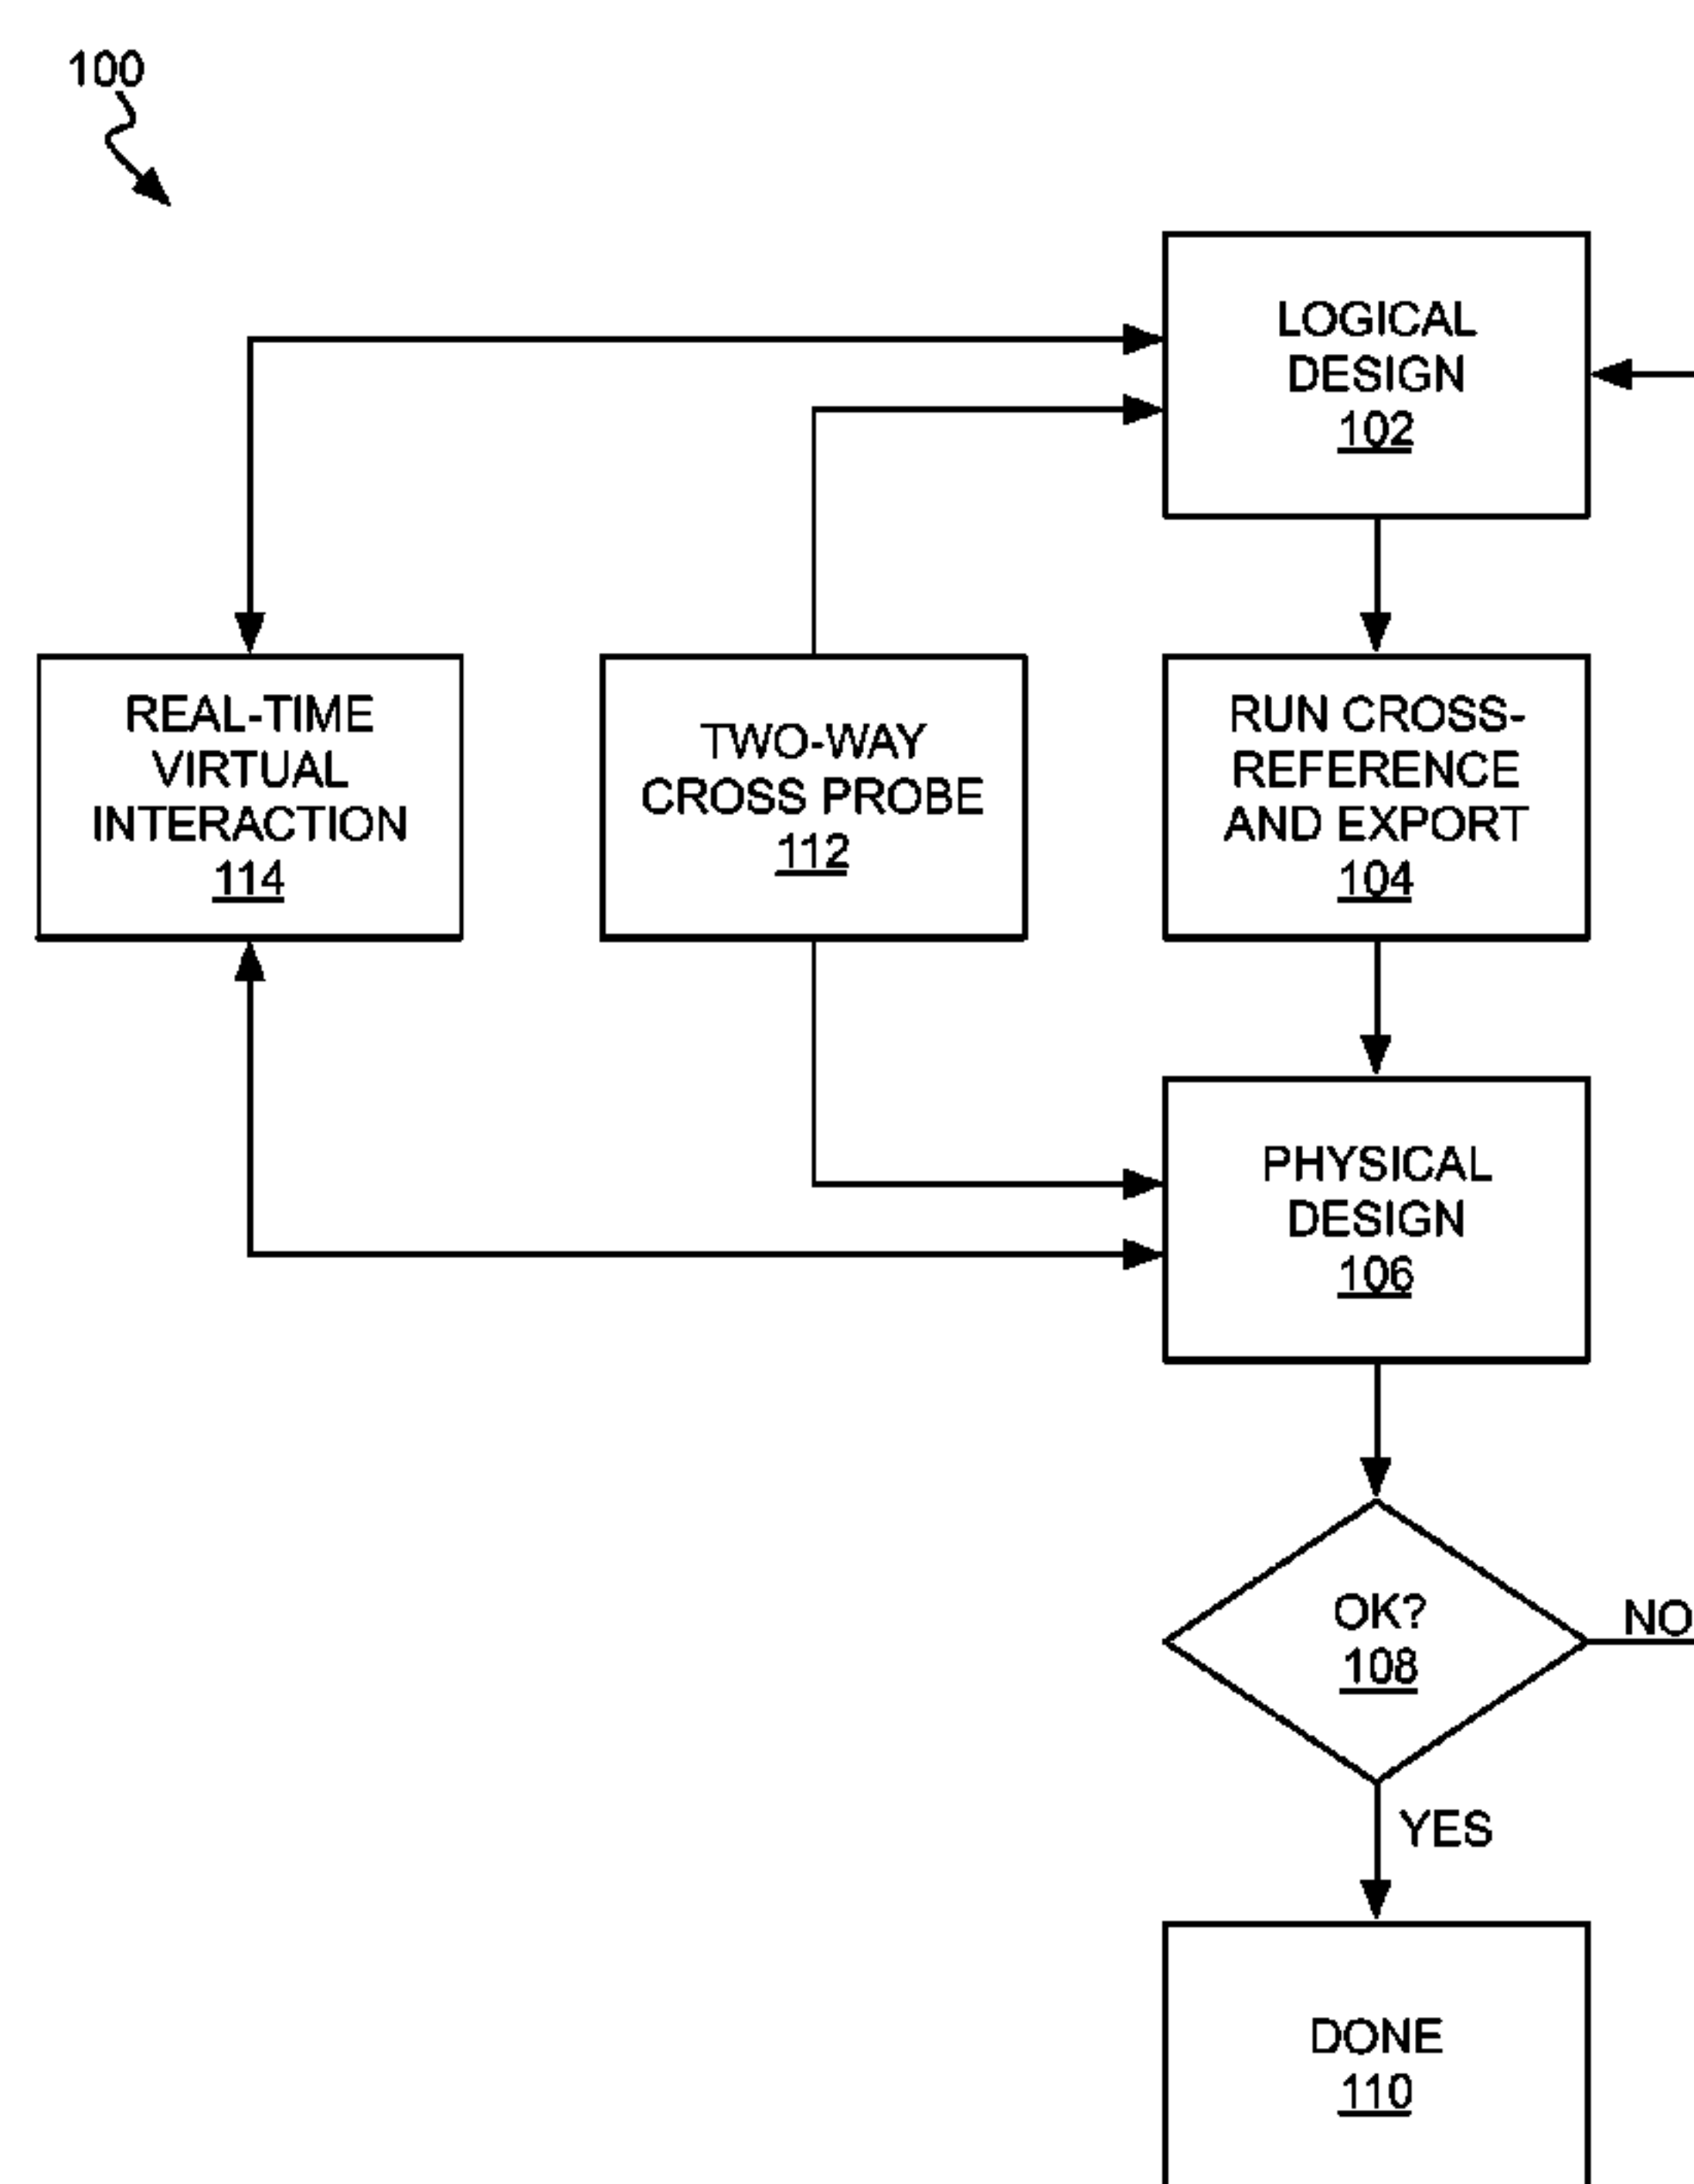 100
LOGICAL
DESIGN
102
REAL-TIME
VIRTUAL
INTERACTION
114
TWO-WAY
CROSS PROBE
112
RUN CROSS-
REFERENCE
AND EXPORT
104
PHYSICAL
DESIGN
106
OK?
108
NO
YES
DONE
110